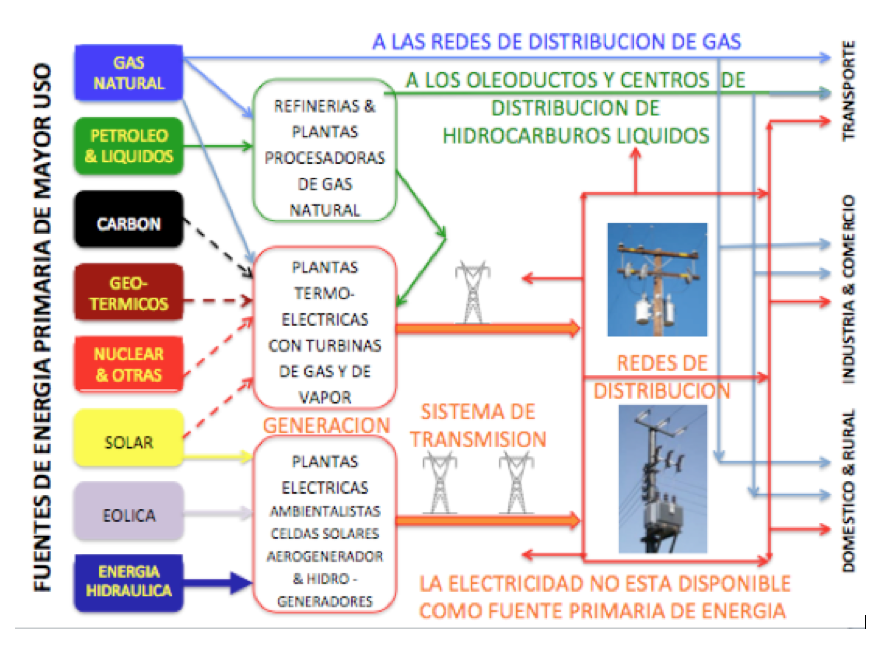 FUENTES DE ENERGIA PRIMARIA DE MAYOR USO
GAS
NATURAL
PETROLEO
& LIQUIDOS
CARBON
GEO-
TERMICOS
NUCLEAR
& OTRAS
SOLAR
EOLICA
ENERGIA
HIDRAULICA
REFINERIAS &
PLANTAS
PROCESADORAS
DE GAS
NATURAL
PLANTAS
TERMO-
ELECTRICAS
CON TURBINAS
DE GAS Y DE
VAPOR
GENERACION
PLANTAS
ELECTRICAS
AMBIENTALISTAS
CELDAS SOLARES
AEROGENERADOR
& HIDRO -
GENERADORES
A LAS REDES DE DISTRIBUCION DE GAS
A LOS OLEODUCTOS Y CENTROS DE
DISTRIBUCION DE
HIDROCARBUROS LIQUIDOS
SISTEMA DE
TRANSMISION
REDES DE
DISTRIBUCION
LA ELECTRICIDAD NO ESTA DISPONIBLE
COMO FUENTE PRIMARIA DE ENERGIA
TRANSPORTE
INDUSTRIA & COMERCIO
DOMESTICO & RURAL